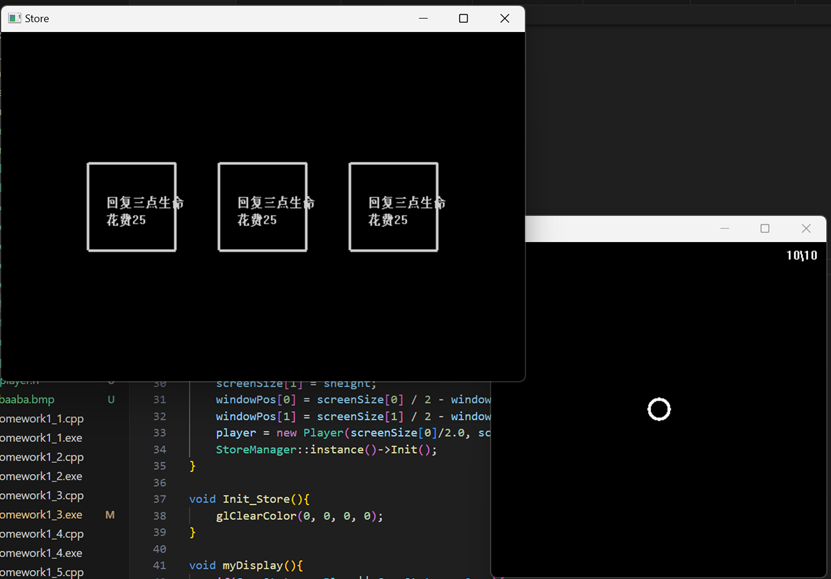 Store
回复三点生命
花费25
回复三点生命
花费25
回复三点生命
花费25
10\10
baaba.bmp U
omework1_1.cpp
omework1_1.exe
omework1_2.cpp
omework1_2.exe
omework1_3.cpp
omework1_3.exe M
omework1_4.cpp
omework1_4.exe
omework1_5.cpp
30 screenSize[1] = sheight;
31 windowPos[0] = screenSize[0] / 2 - window
32 windowPos[1] = screenSize[1] / 2 - window
33 player = new Player(screenSize[0]/2.0, sc
34 StoreManager::instance()->Init();
35 }
36
37 void Init_Store(){
38 glClearColor(0, 0, 0, 0);
39 }
40
41 void myDisplay(){